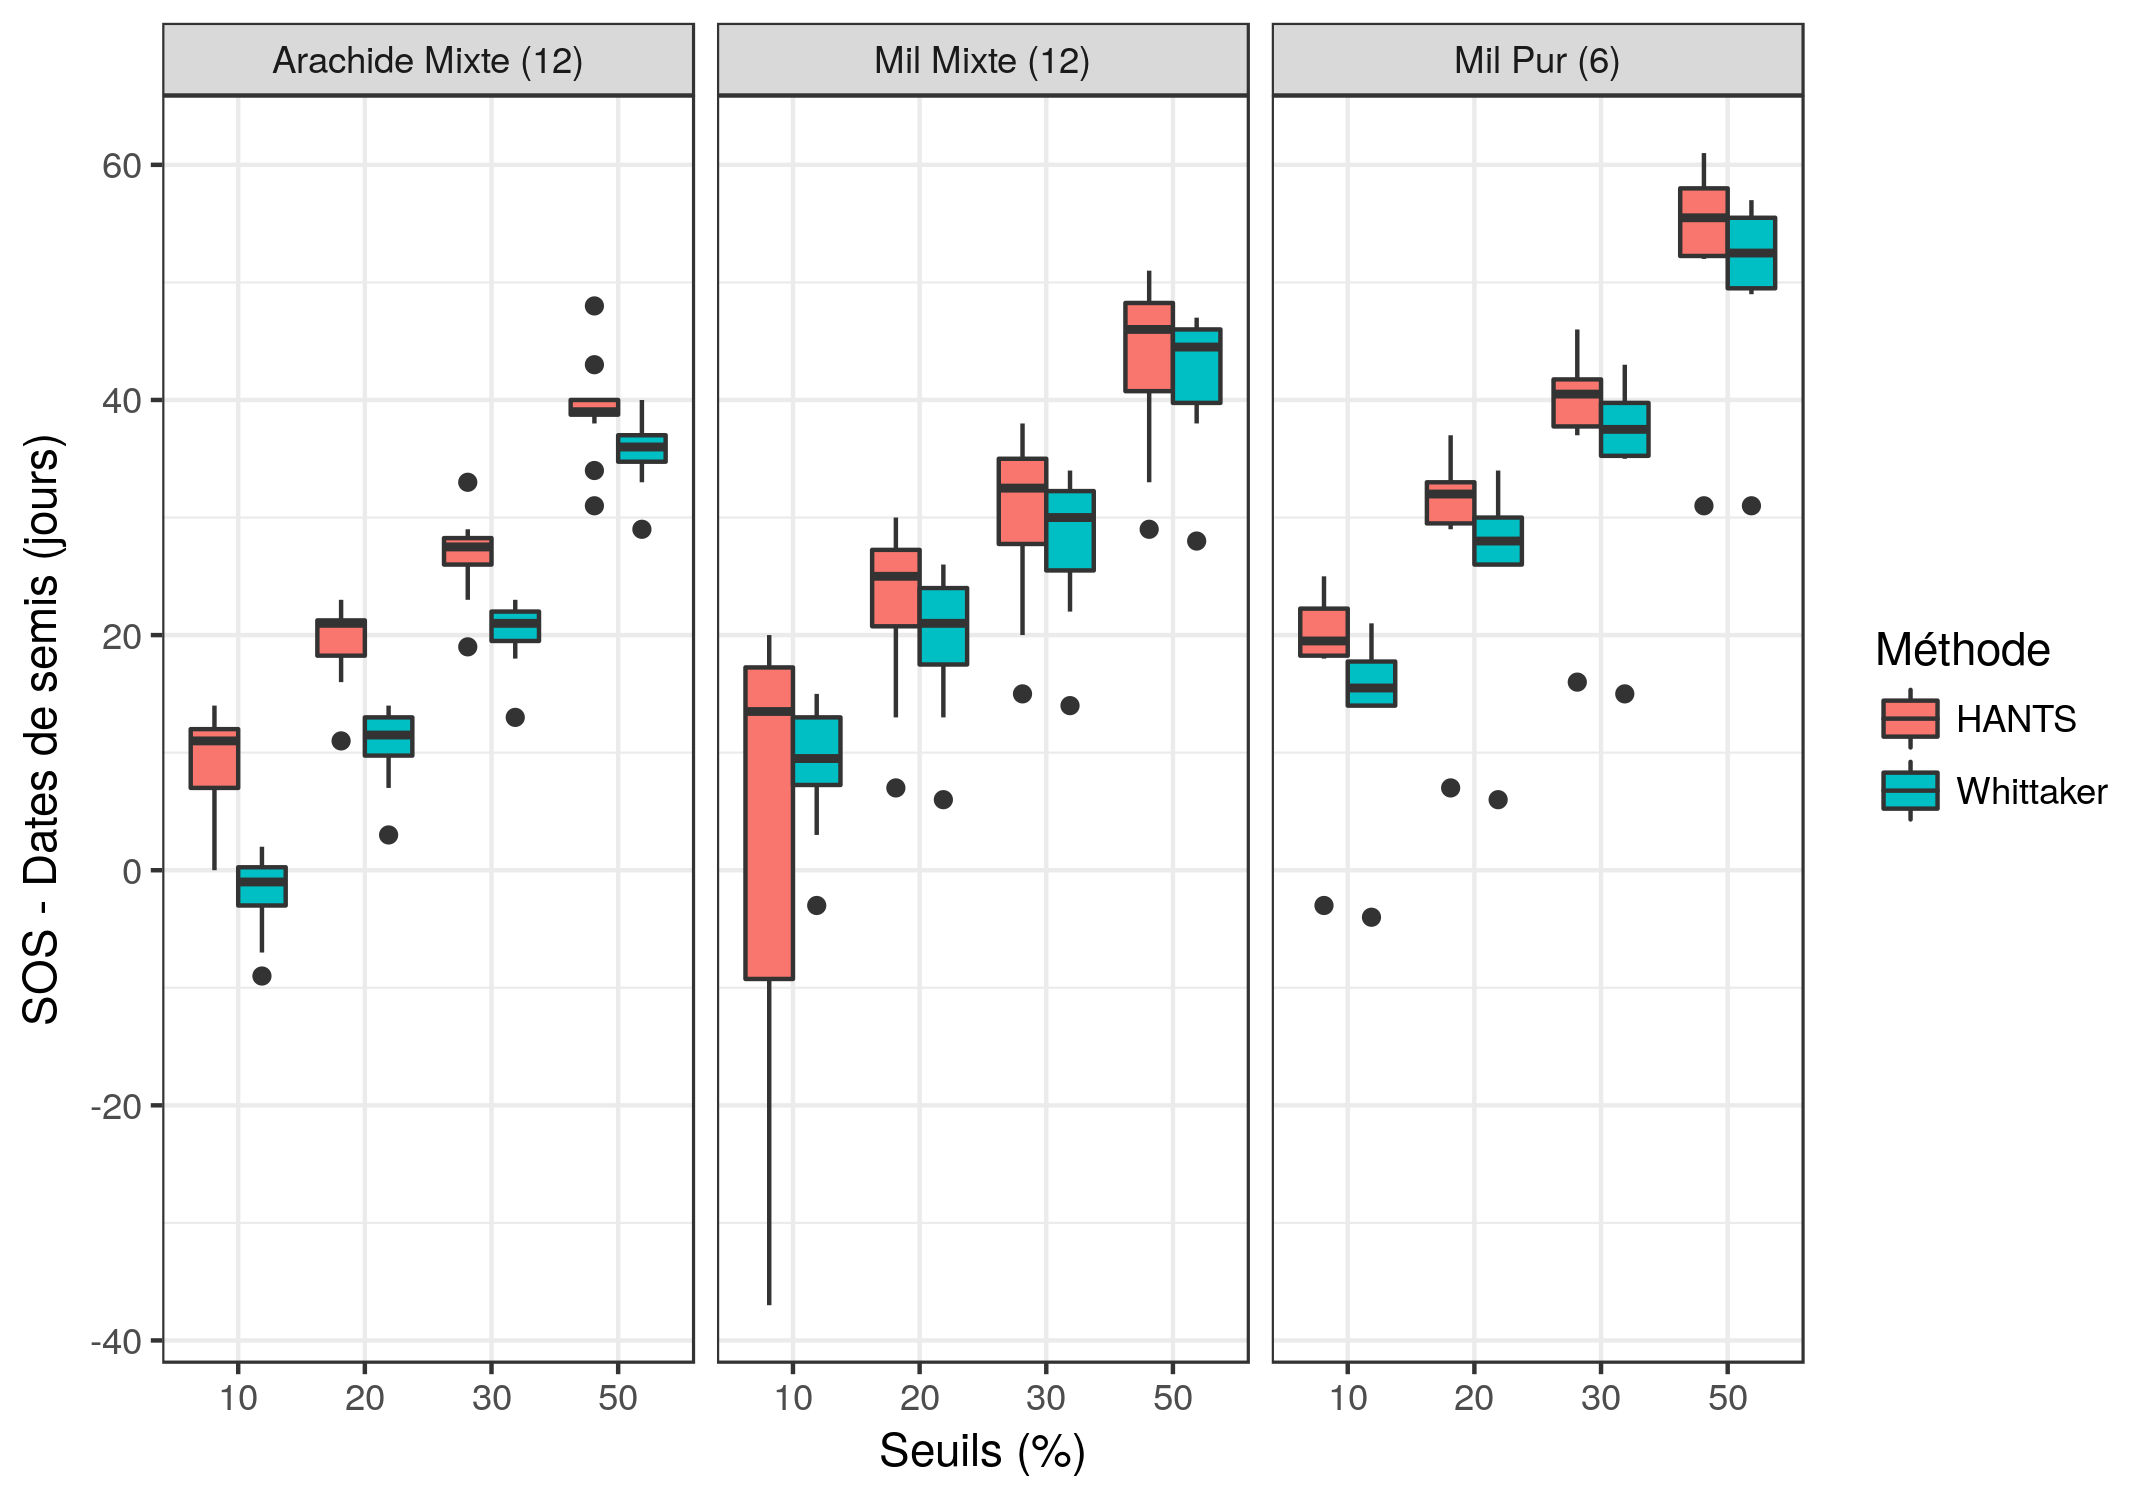 Arachide Mixte (12)
Mil Mixte (12)
Mil Pur (6)
SOS - Dates de semis (jours)
60
40
20
0
-20
-40
10 20 30 50
10 20 30 50
10 20 30 50
Seuils (%)
Méthode
HANTS
Whittaker